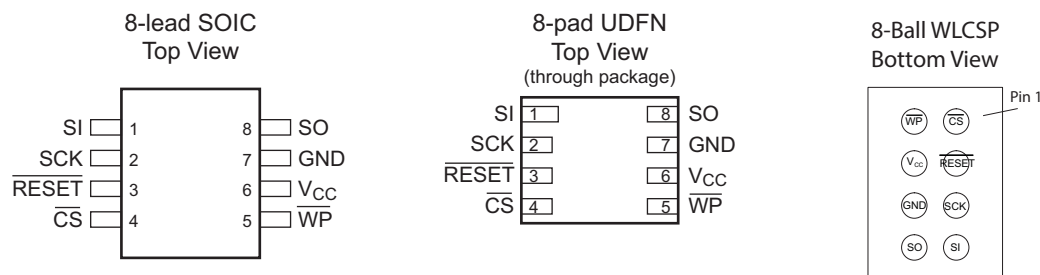 8-lead SOIC
Top View
SI 1 8 SO
SCK 2 7 GND
RESET 3 6 VCC
CS 4 5 WP
8-pad UDFN
Top View
(through package)
SI 1 8 SO
SCK 2 7 GND
RESET 3 6 VCC
CS 4 5 WP
8-Ball WLCSP
Bottom View
Pin 1
WP CS
VCC RESET
GND SCK
SO SI